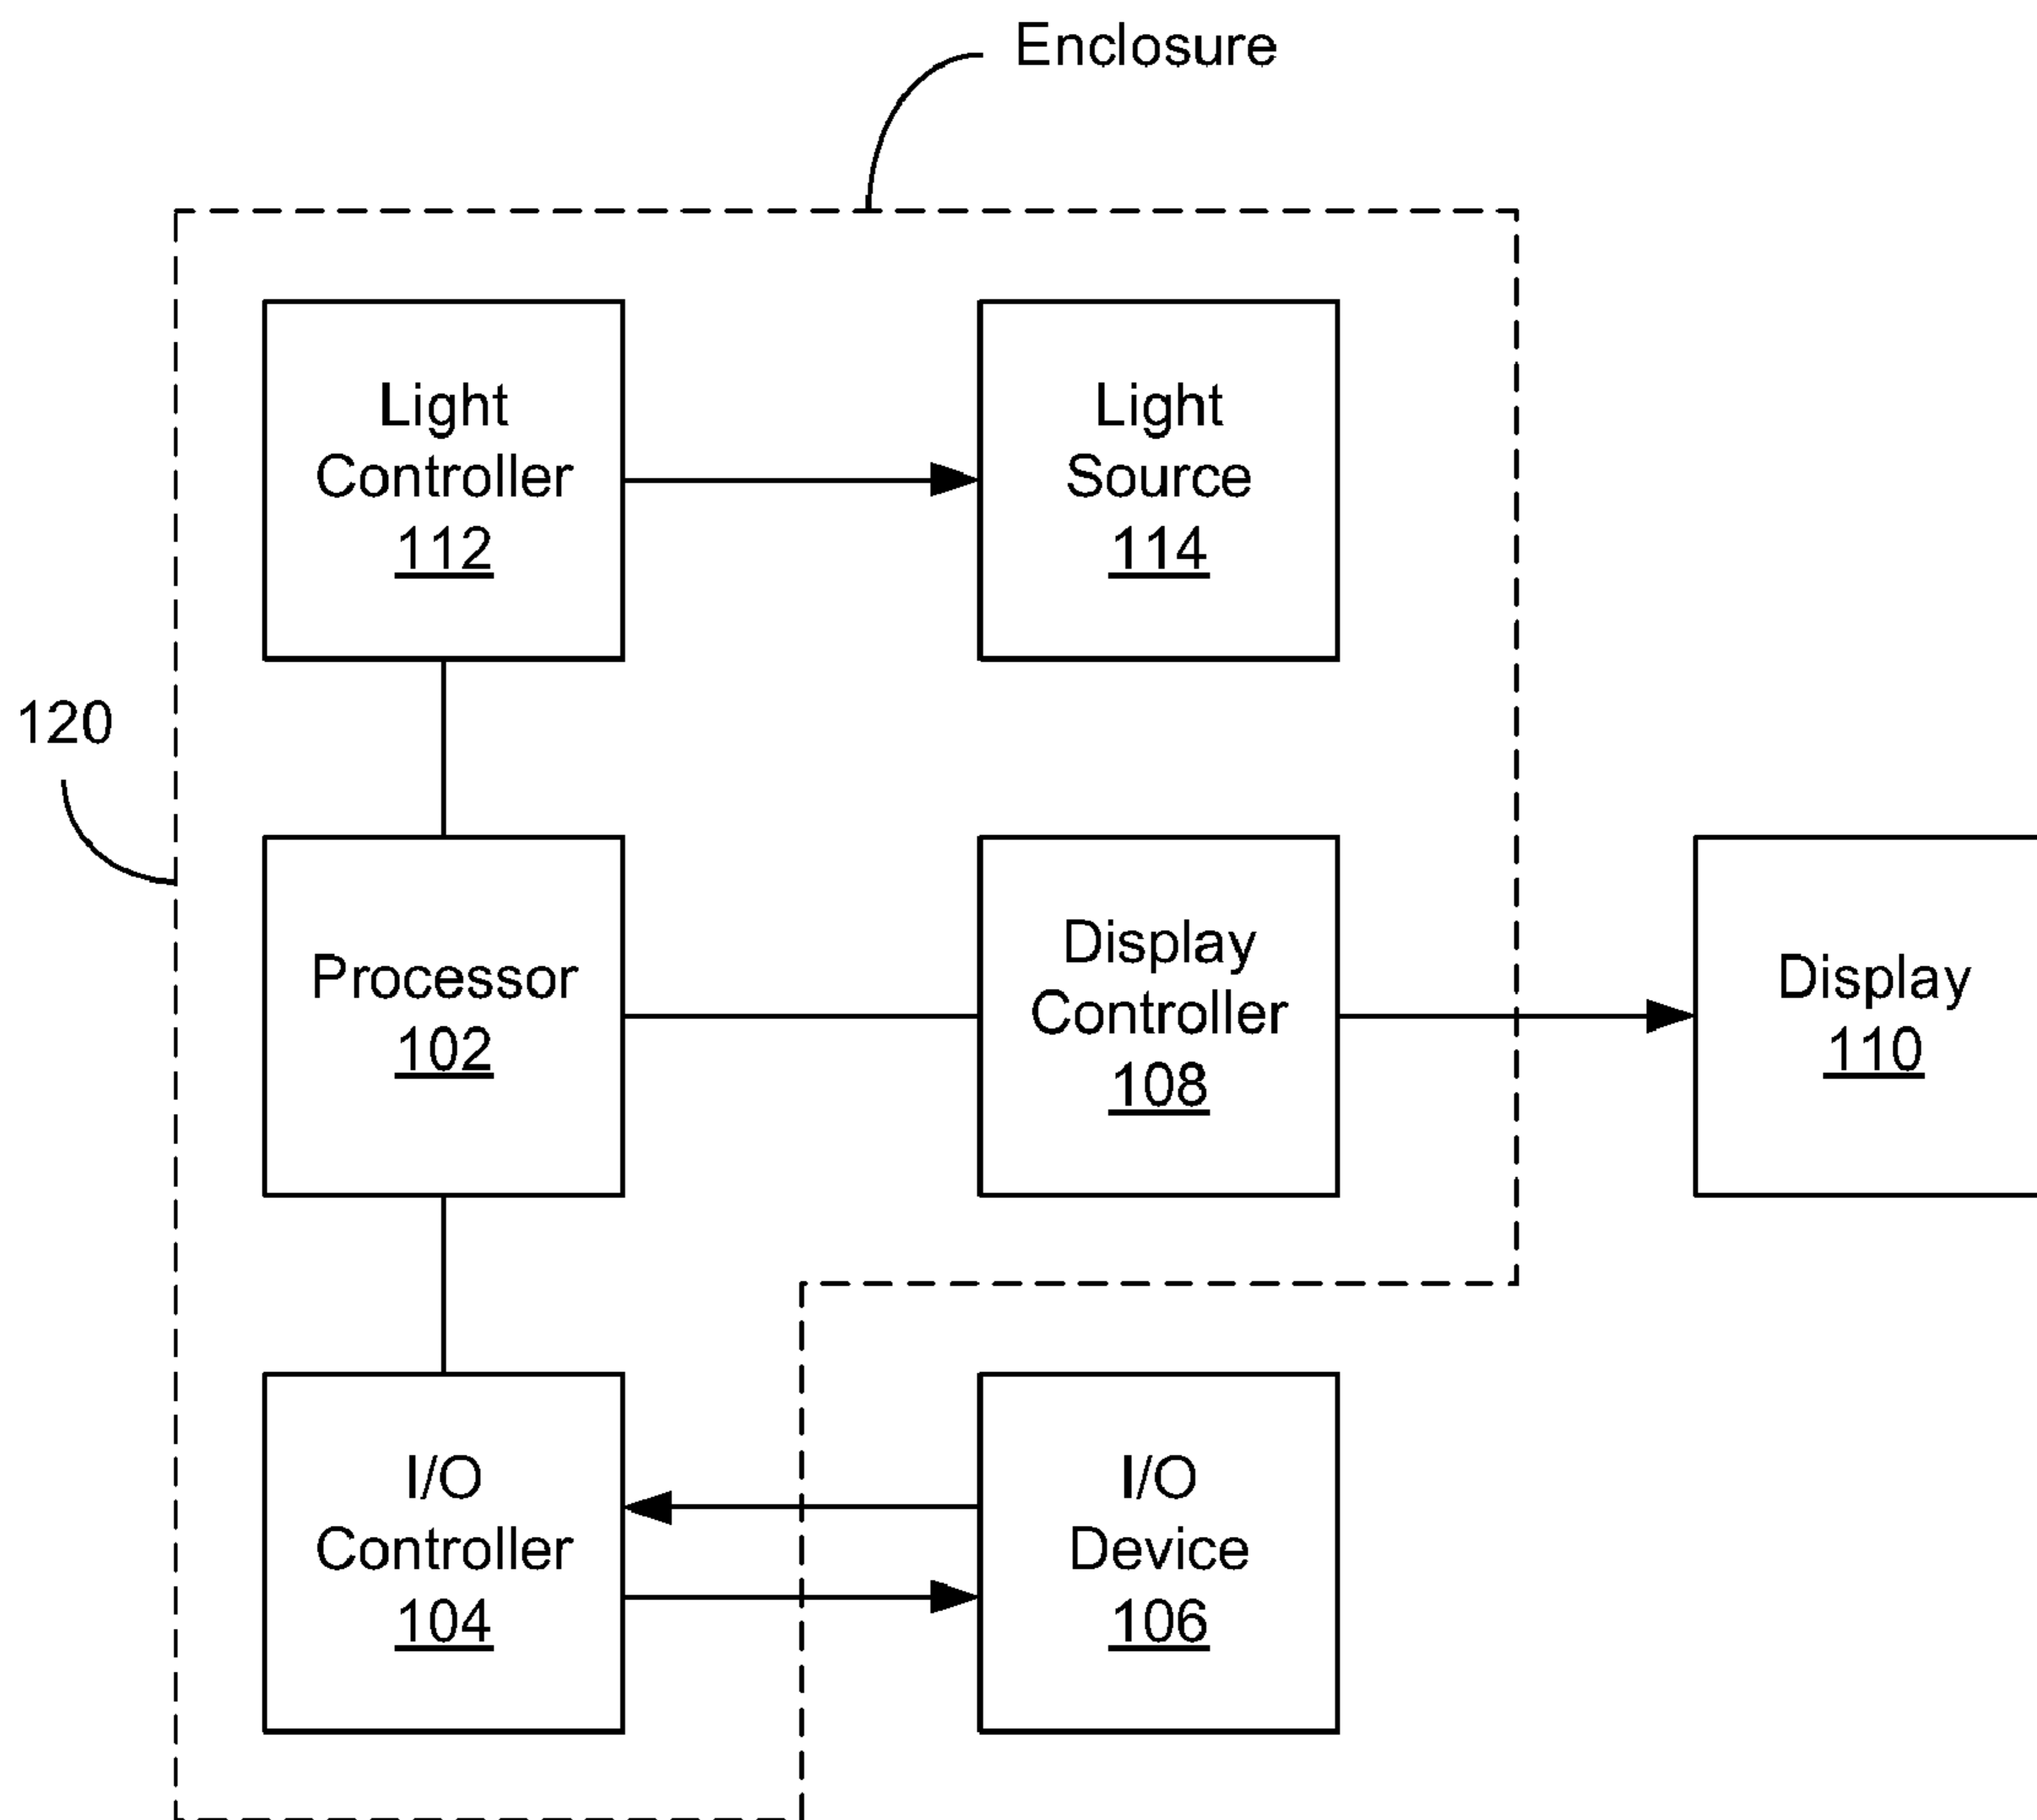 Enclosure
Light
Controller
112
Light
Source
114
120
Processor
102
Display
Controller
108
Display
110
I/O
Controller
104
I/O
Device
106